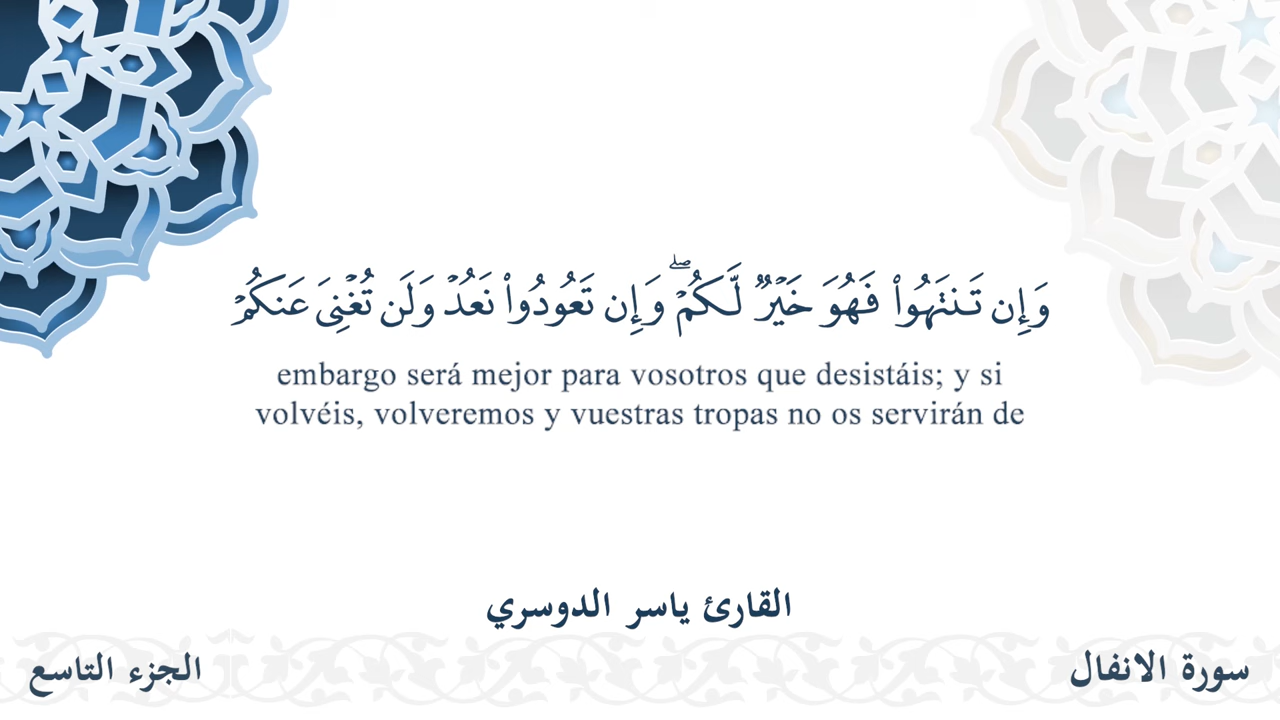 وَإِن تَنتَهُوا۟ فَهُوَ خَيْرٌ لَّكُمْ ۖ وَإِن تَعُودُوا۟ نَعُدْ وَلَن تُغْنِىَ عَنكُمْ
embargo será mejor para vosotros que desistáis; y si
volvéis, volveremos y vuestras tropas no os servirán de
القارئ ياسر الدوسري
سورة الانفال
الجزء التاسع